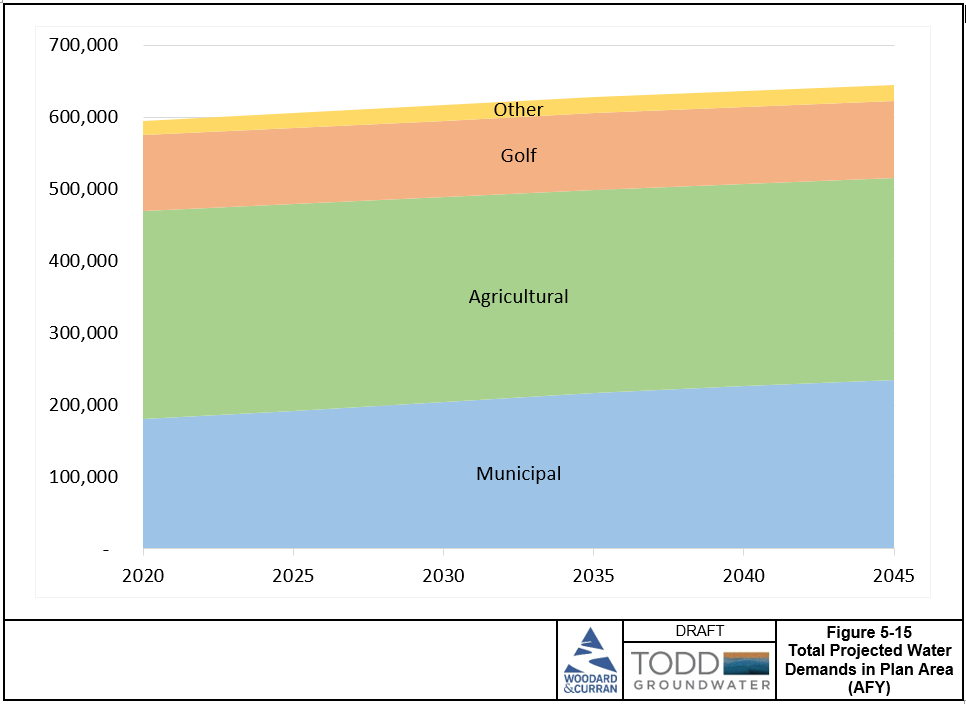 700,000
600,000
500,000
400,000
300,000
200,000
100,000
-
Other
Golf
Agricultural
Municipal
2020 2025 2030 2035 2040 2045
WOODARD
&CURRAN
DRAFT
TODD
GROUNDWATER
Figure 5-15
Total Projected Water
Demands in Plan Area
(AFY)